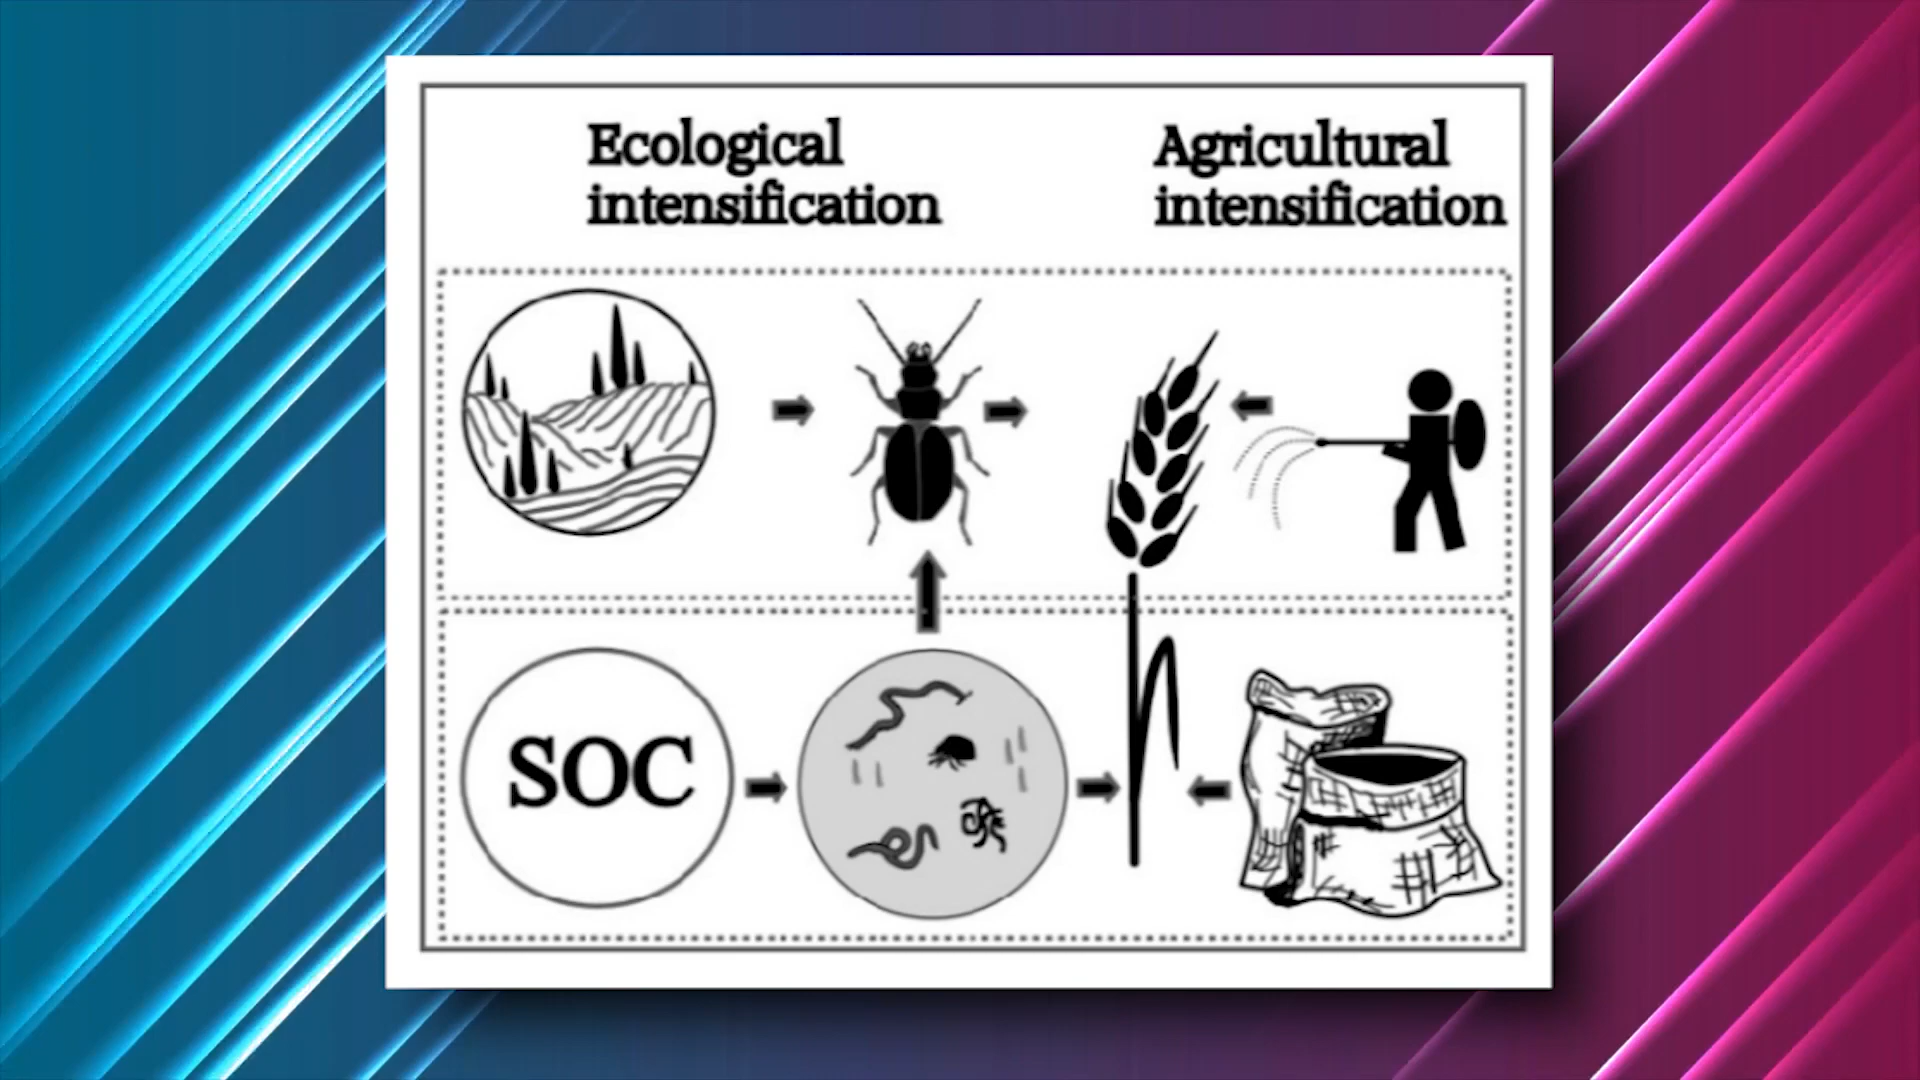 Ecological
intensification
Agricultural
intensification
SOC